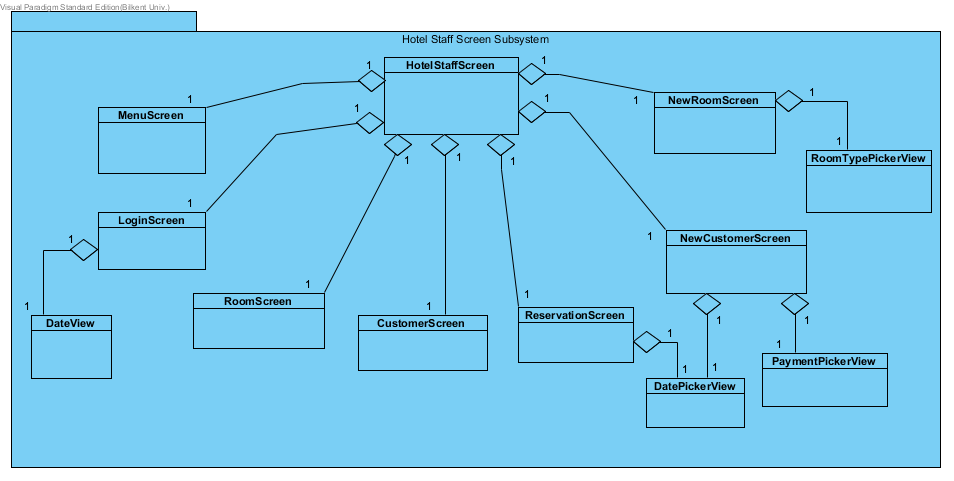 Visual Paradigm Standard Edition(Bilkent Univ.)
Hotel Staff Screen Subsystem
HotelStaffScreen
1
1
1
1
MenuScreen
1
NewRoomScreen
1
1
1
1
1
1
1
1
RoomTypePickerView
1
LoginScreen
1
NewCustomerScreen
1
1
RoomScreen
1
CustomerScreen
1
ReservationScreen
1
DateView
1
1
1
1
1
1
DatePickerView
1
PaymentPickerView